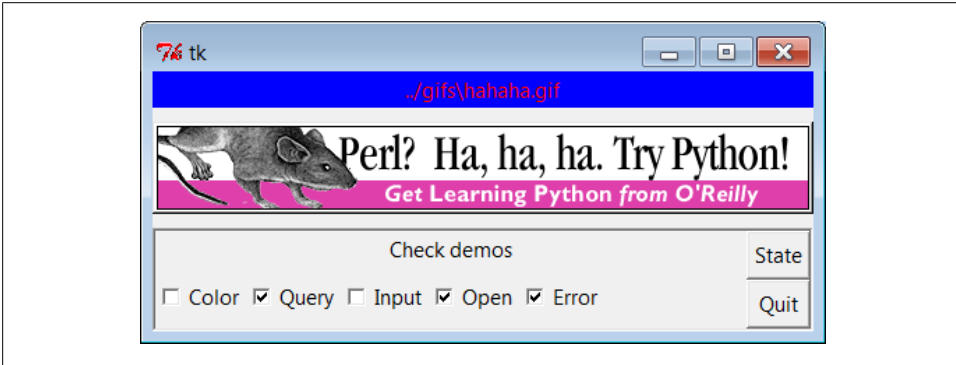 tk
../gifs\hahaha.gif
Perl? Ha, ha, ha. Try Python!
Get Learning Python from O'Reilly
Check demos
State
Color Query Input Open Error
Quit